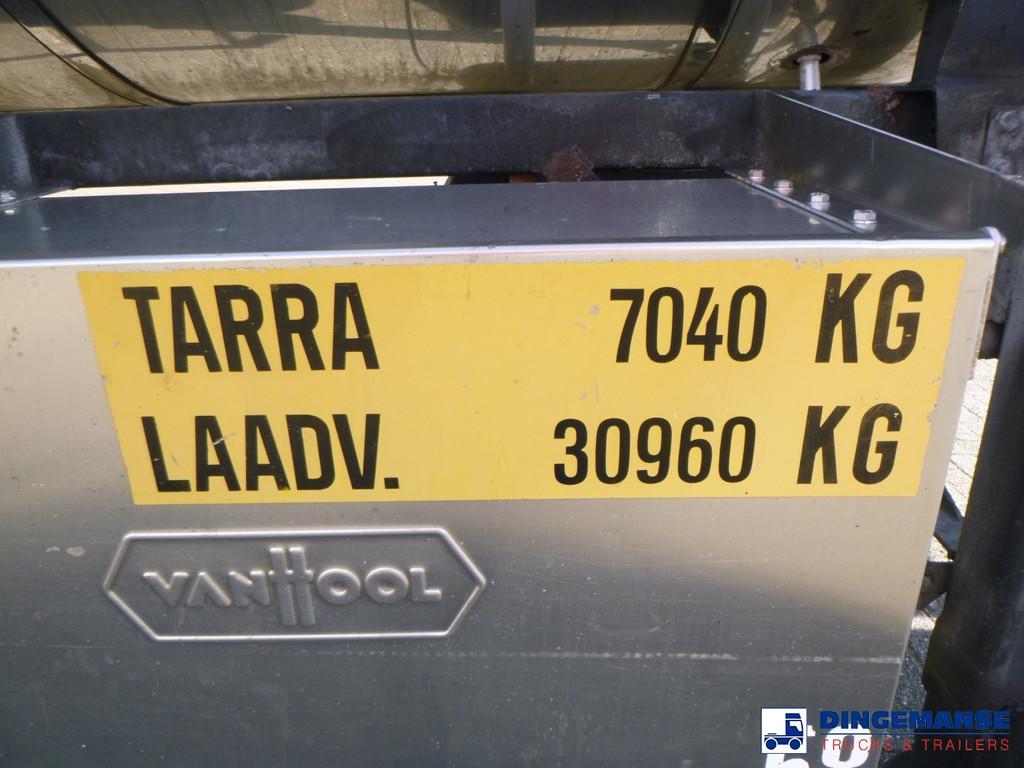 TARRA 7040 KG
LAADV. 30960 KG
VANHOOL
DINGEMANSE
TRUCKS & TRAILERS